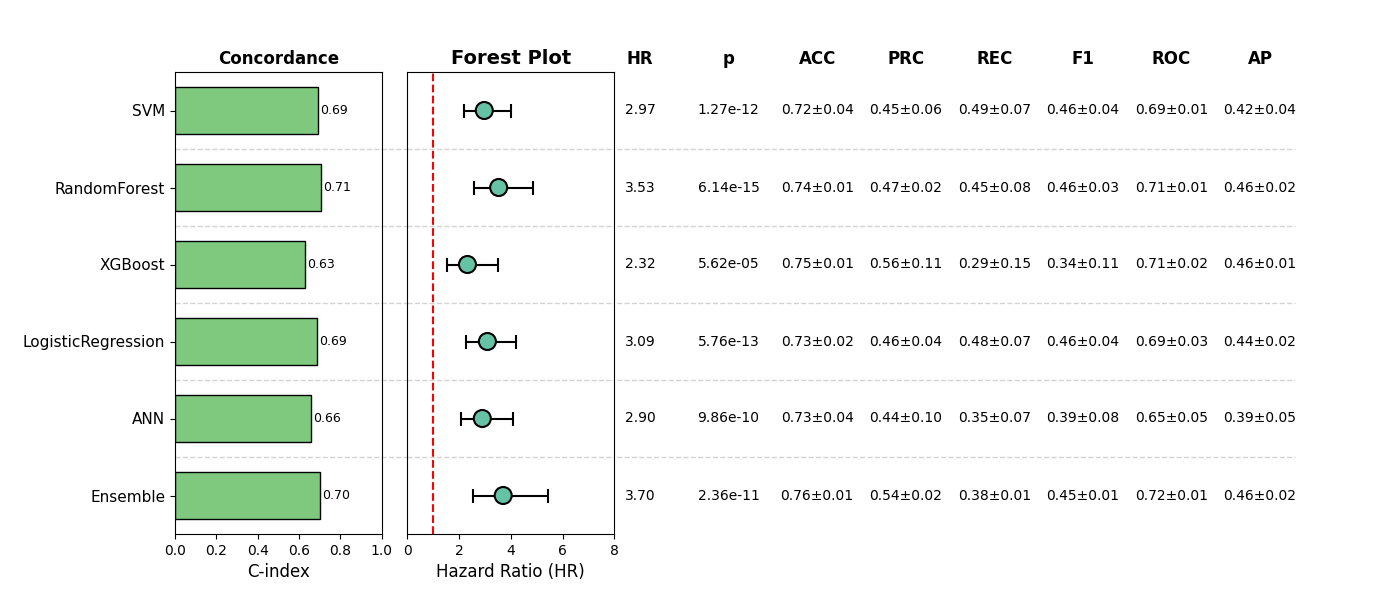 Concordance Forest Plot HR p ACC PRC REC F1 ROC AP
SVM 0.69 2.97 1.27e-12 0.72±0.04 0.45±0.06 0.49±0.07 0.46±0.04 0.69±0.01 0.42±0.04
RandomForest 0.71 3.53 6.14e-15 0.74±0.01 0.47±0.02 0.45±0.08 0.46±0.03 0.71±0.01 0.46±0.02
XGBoost 0.63 2.32 5.62e-05 0.75±0.01 0.56±0.11 0.29±0.15 0.34±0.11 0.71±0.02 0.46±0.01
LogisticRegression 0.69 3.09 5.76e-13 0.73±0.02 0.46±0.04 0.48±0.07 0.46±0.04 0.69±0.03 0.44±0.02
ANN 0.66 2.90 9.86e-10 0.73±0.04 0.44±0.10 0.35±0.07 0.39±0.08 0.65±0.05 0.39±0.05
Ensemble 0.70 3.70 2.36e-11 0.76±0.01 0.54±0.02 0.38±0.01 0.45±0.01 0.72±0.01 0.46±0.02
0.0 0.2 0.4 0.6 0.8 1.0 0 2 4 6 8
C-index Hazard Ratio (HR)